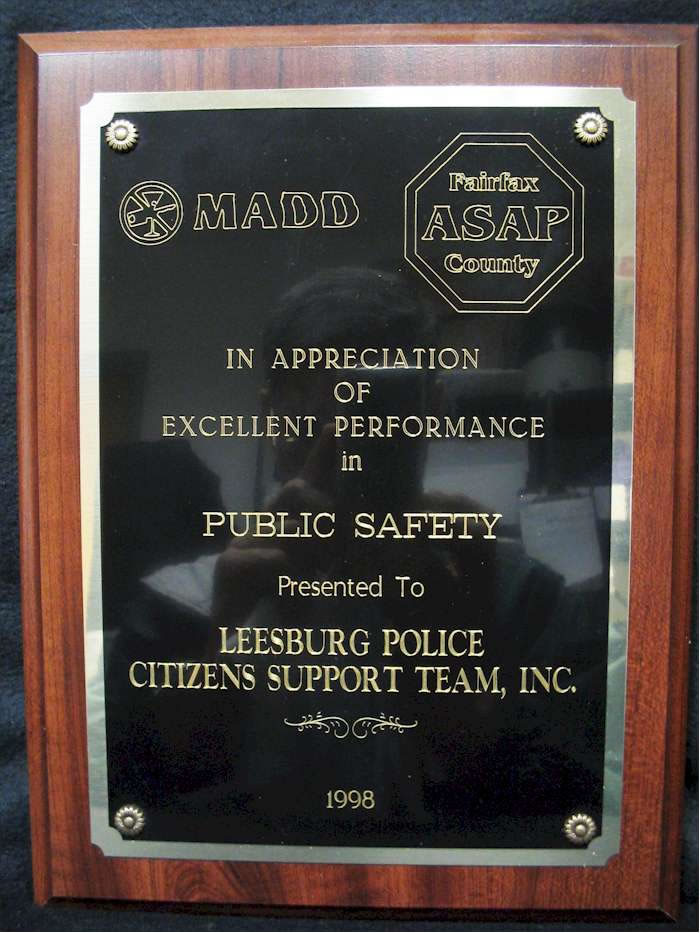 MADD
Fairfax
ASAP
County
IN APPRECIATION
OF
EXCELLENT PERFORMANCE
in
PUBLIC SAFETY
Presented To
LEESBURG POLICE
CITIZENS SUPPORT TEAM, INC.
1998